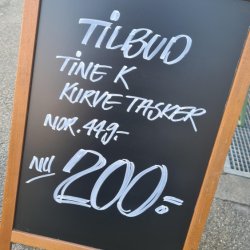 TILBUD
TINE K
KURVE TASKER
NOR. 449.-
NU
200.-